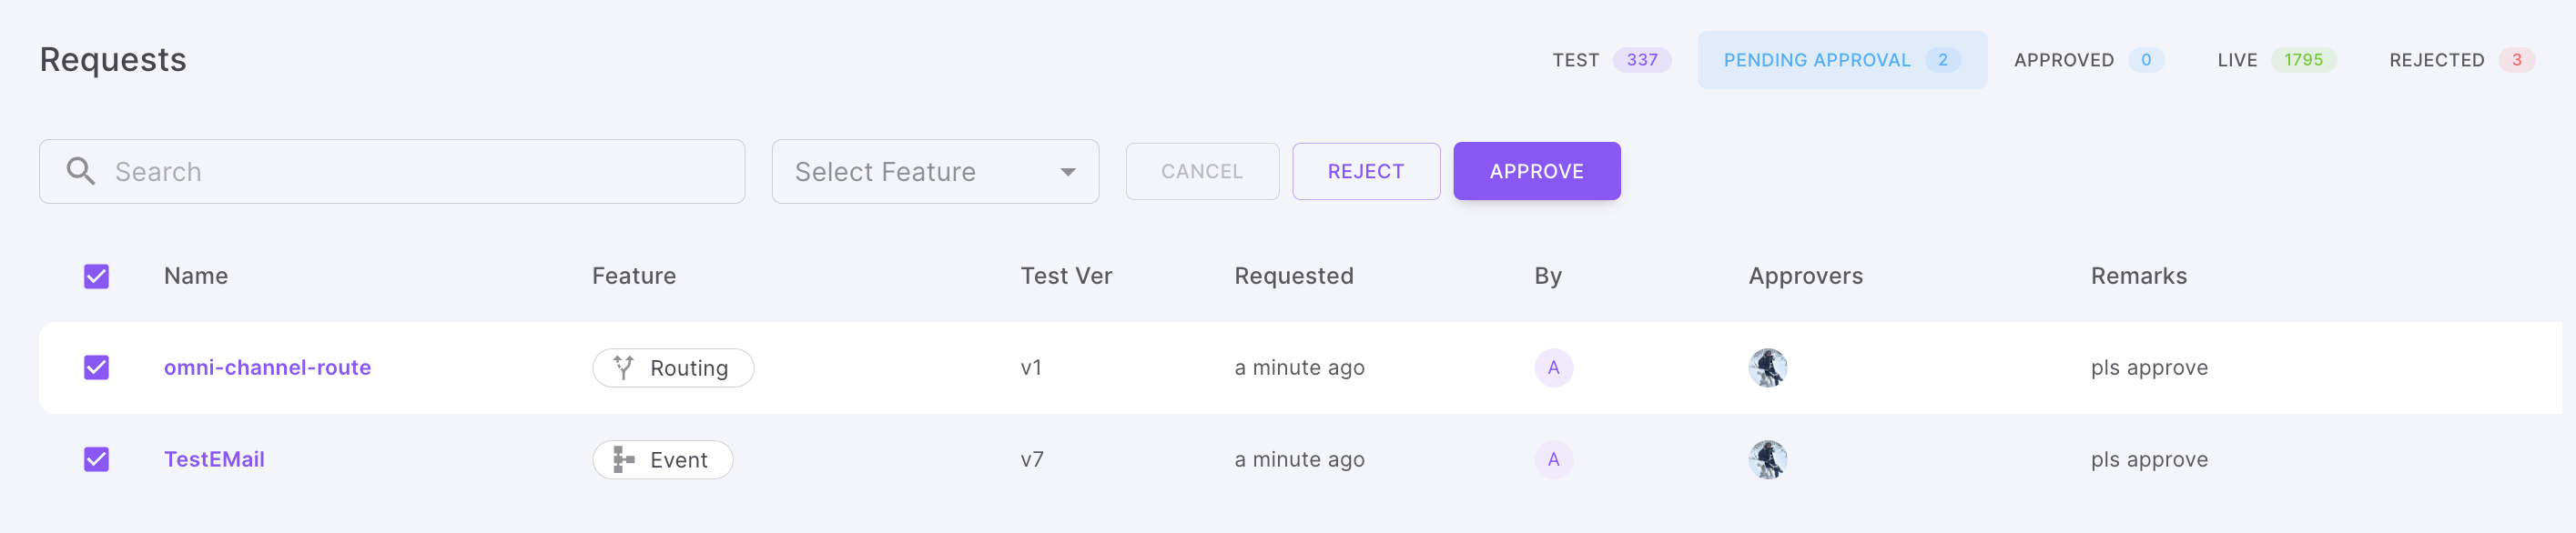 Requests
TEST 337 PENDING APPROVAL 2 APPROVED 0 LIVE 1795 REJECTED 3
Search Select Feature CANCEL REJECT APPROVE
Name Feature Test Ver Requested By Approvers Remarks
omni-channel-route Routing v1 a minute ago A pls approve
TestEMail Event v7 a minute ago A pls approve